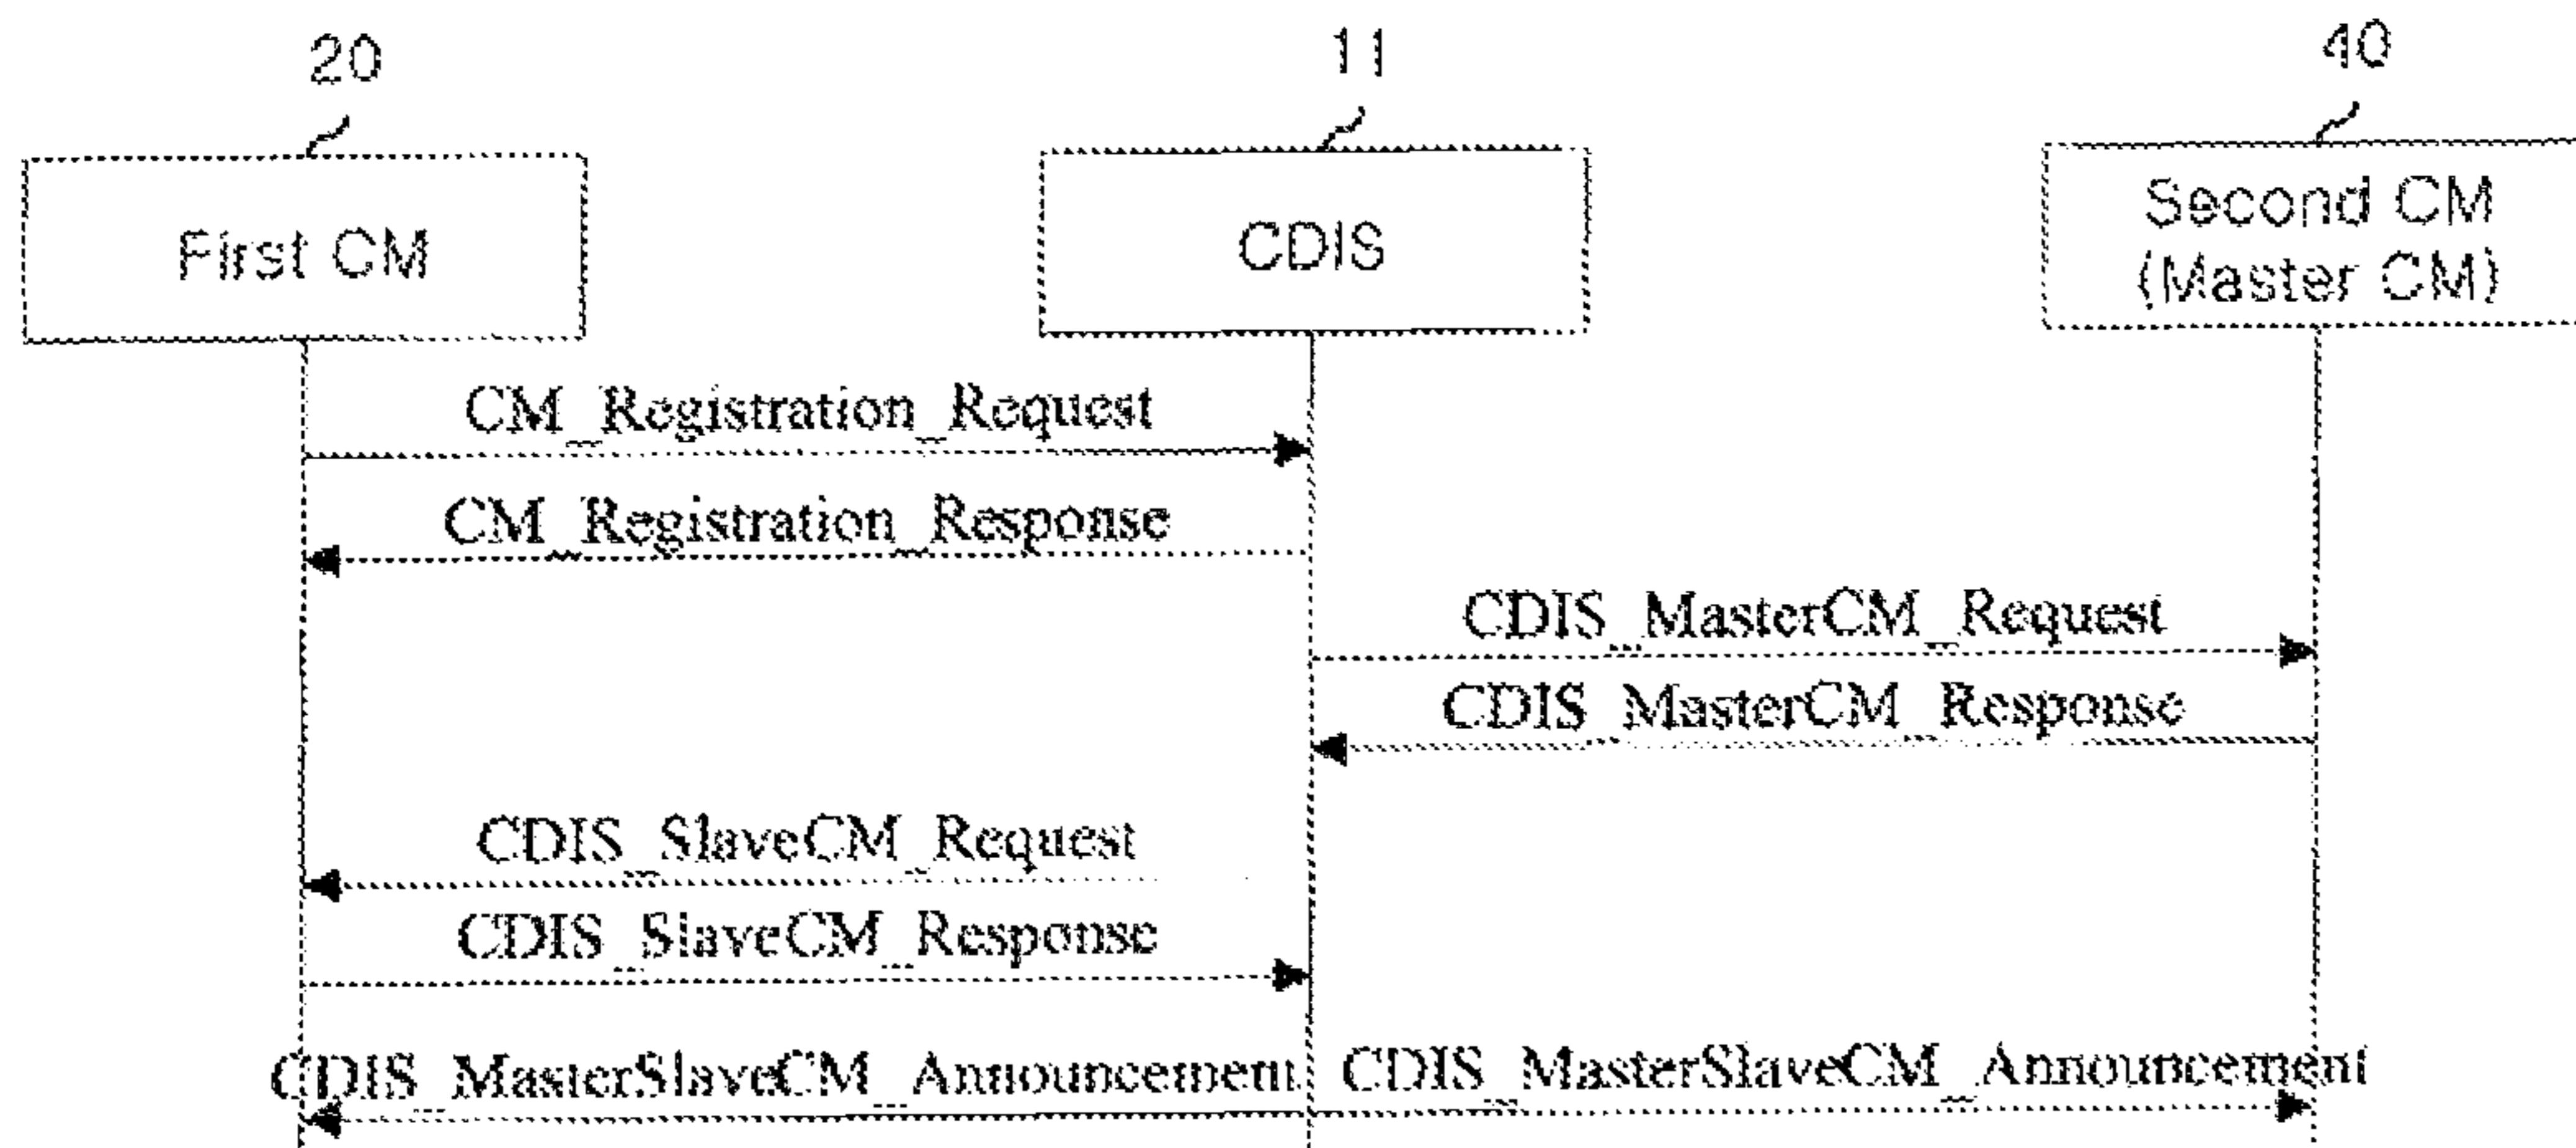 20
11
40
First CM
CDIS
Second CM
(Master CM)
CM_Registration_Request
CM_Registration_Response
CDIS_MasterCM_Request
CDIS_MasterCM_Response
CDIS_SlaveCM_Request
CDIS_SlaveCM_Response
CDIS_MasterSlaveCM_Announcement
CDIS_MasterSlaveCM_Announcement